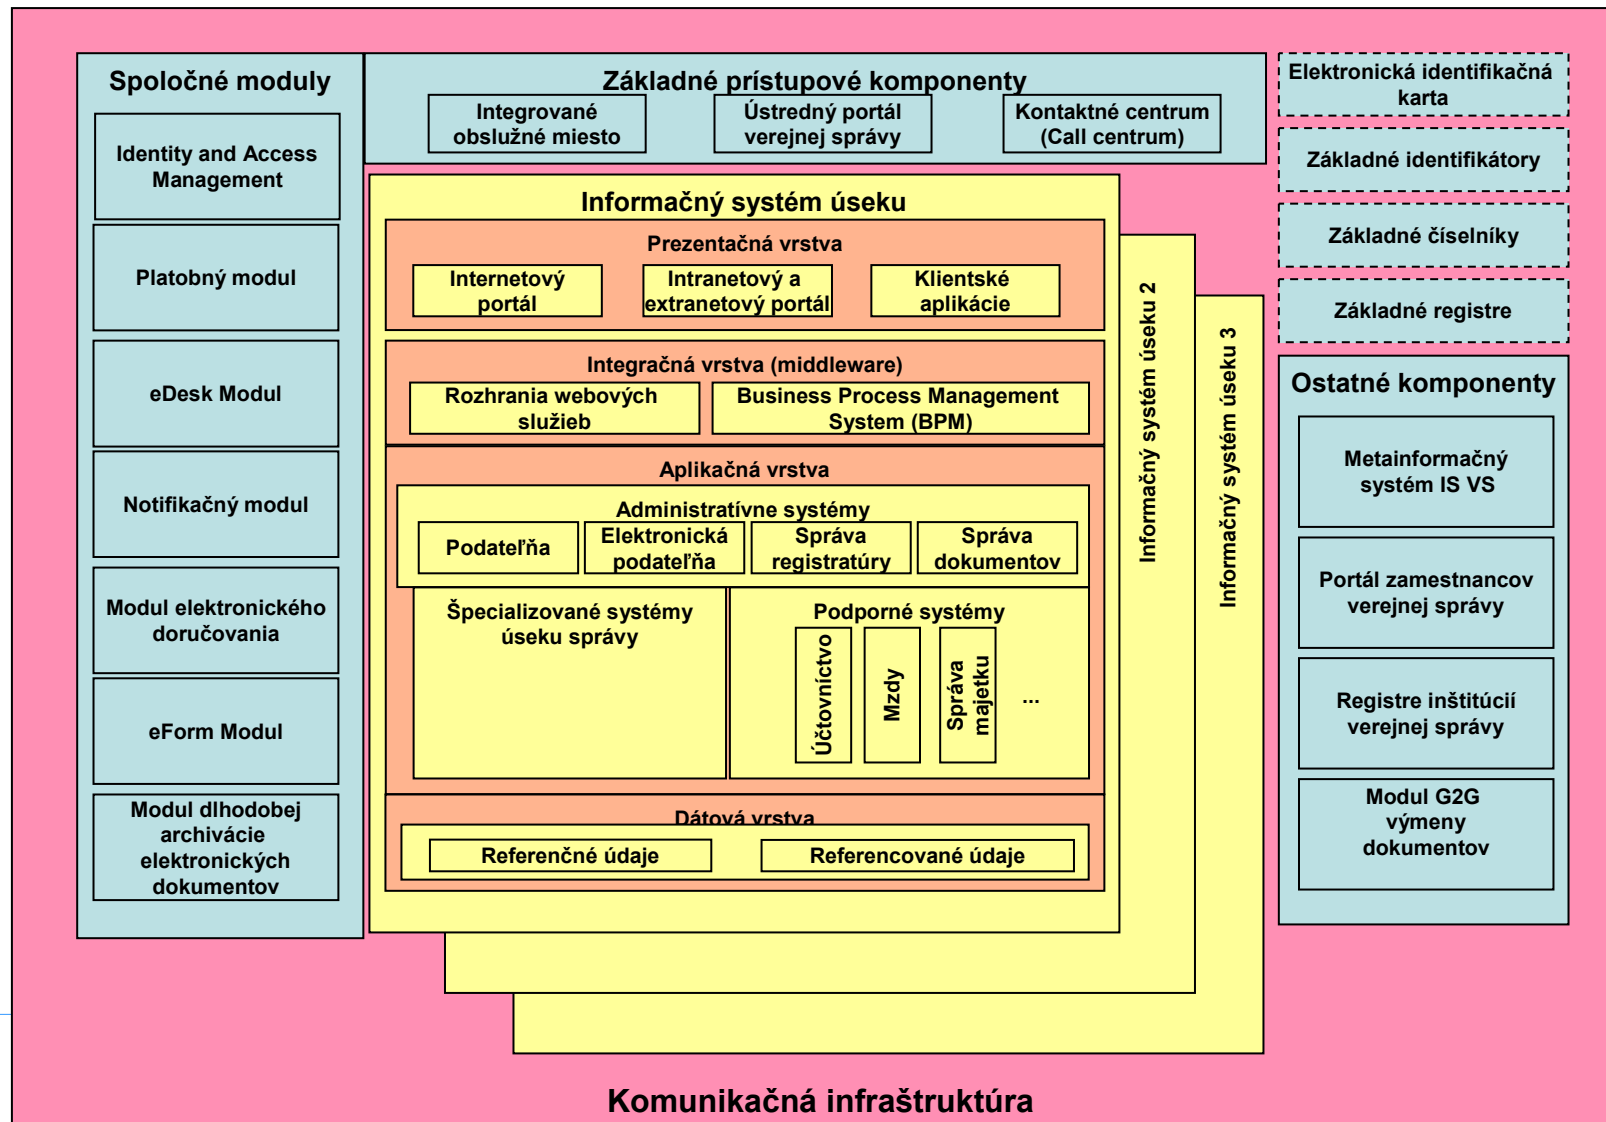 Spoločné moduly
Identity and Access
Management
Platobný modul
eDesk Modul
Notifikačný modul
Modul elektronického
doručovania
eForm Modul
Modul dlhodobej
archivácie
elektronických
dokumentov
Základné prístupové komponenty
Integrované
obslužné miesto
Ústredný portál
verejnej správy
Kontaktné centrum
(Call centrum)
Informačný systém úseku
Prezentačná vrstva
Internetový
portál
Intranetový a
extranetový portál
Klientské
aplikácie
Integračná vrstva (middleware)
Rozhrania webových
služieb
Business Process Management
System (BPM)
Aplikačná vrstva
Administratívne systémy
Podateľňa
Elektronická
podateľňa
Správa
registratúry
Správa
dokumentov
Špecializované systémy
úseku správy
Podporné systémy
Účtovníctvo
Mzdy
Správa
majetku
...
Dátová vrstva
Referenčné údaje
Referencované údaje
Informačný systém úseku 2
Informačný systém úseku 3
Elektronická identifikačná
karta
Základné identifikátory
Základné číselníky
Základné registre
Ostatné komponenty
Metainformačný
systém IS VS
Portál zamestnancov
verejnej správy
Registre inštitúcií
verejnej správy
Modul G2G
výmeny
dokumentov
Komunikačná infraštruktúra